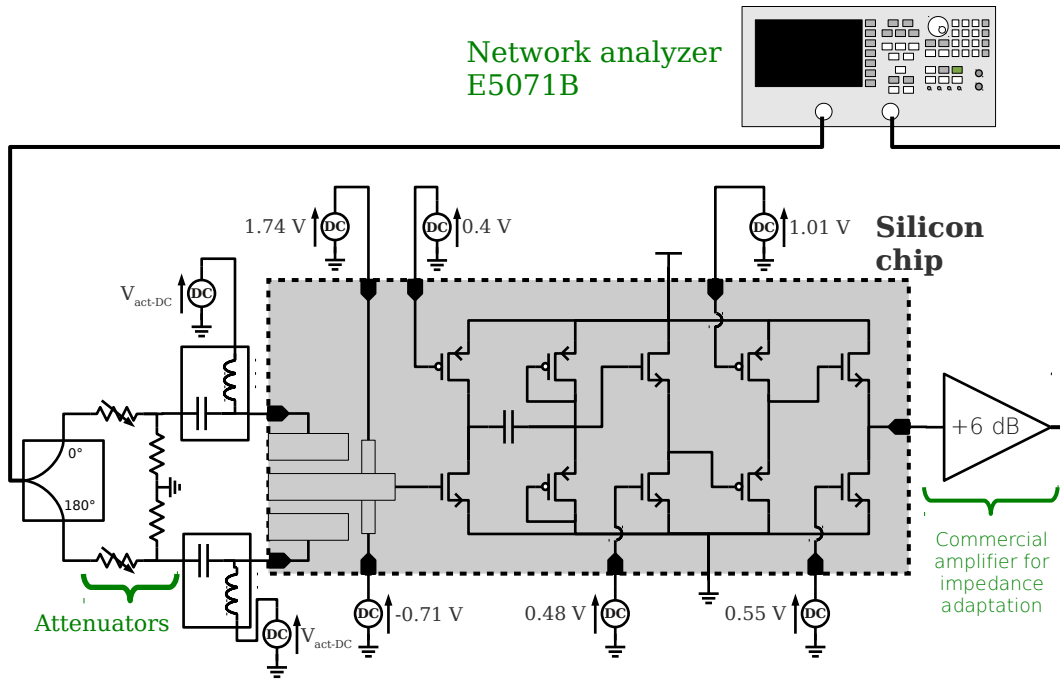 Network analyzer
E5071B
1.74 V
DC
DC
0.4 V
DC
1.01 V
Silicon
chip
V act-DC
DC
0°
180°
+6 dB
Attenuators
DC
V act-DC
DC
-0.71 V
0.48 V
DC
0.55 V
DC
Commercial
amplifier for
impedance
adaptation